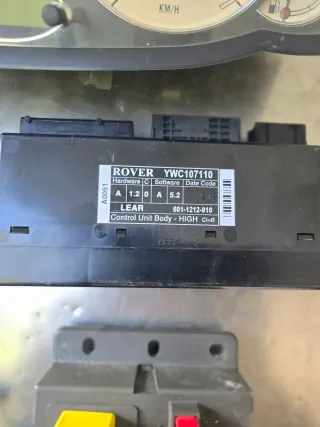 KM/H
ROVER YWC107110
Hardware C Software Date Code
A 1.2 0 A 5.2
LEAR 601-1212-010
Control Unit Body - HIGH
A0051